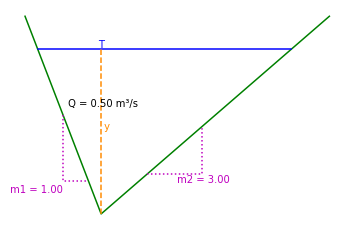 T
Q = 0.50 m³/s
y
m2 = 3.00
m1 = 1.00